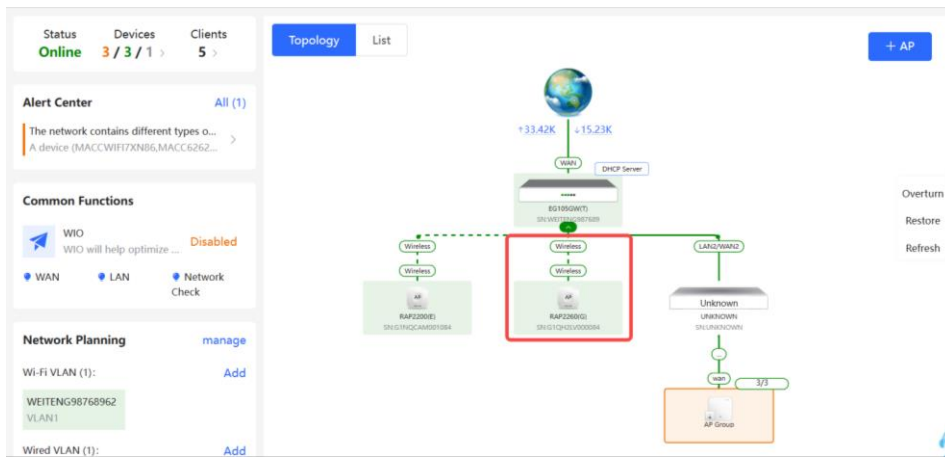 Status Devices Clients
Online 3 / 3 / 1 > 5 >
Alert Center All (1)
The network contains different types o...
A device (MACCWIFI7XN86,MACC6262...
Common Functions
WIO
WIO will help optimize ... Disabled
WAN LAN Network Check
Network Planning manage
Wi-Fi VLAN (1): Add
WEITENG98768962
VLAN1
Wired VLAN (1): Add
Topology List
+ AP
↑33.42K ↓15.23K
WAN
DHCP Server
EG105GW(T)
SN:WEITENG987689
Wireless Wireless LAN2/WAN2
Wireless Wireless
AP AP
RAP2200(E) RAP2260(G)
SN:G1NQCAM001084 SN:G1QH2LV000084
Unknown
UNKNOWN
SN:UNKNOWN
...
wan 3/3
AP Group
Overturn
Restore
Refresh